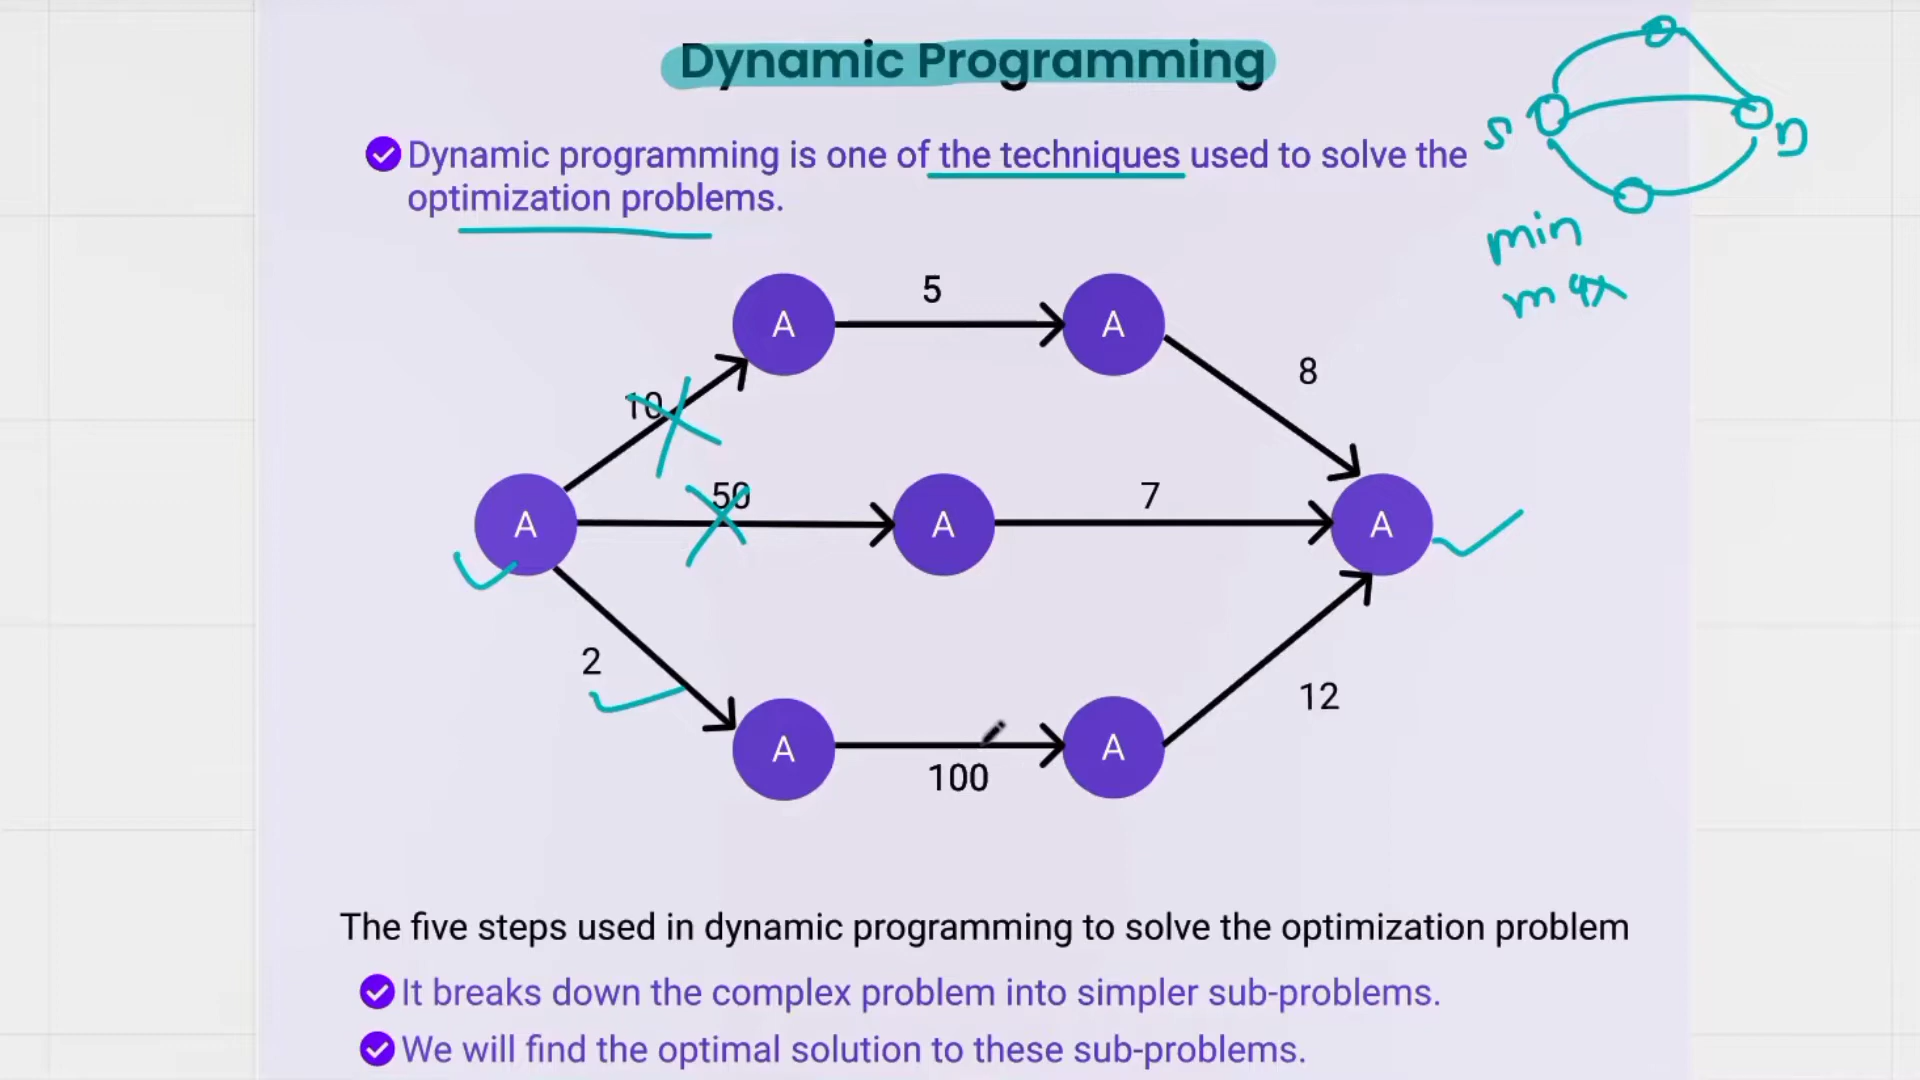 Dynamic Programming
Dynamic programming is one of the techniques used to solve the
optimization problems.
S
D
min
max
A
5
A
8
10
A
50
A
7
A
2
12
A
100
A
The five steps used in dynamic programming to solve the optimization problem
It breaks down the complex problem into simpler sub-problems.
We will find the optimal solution to these sub-problems.